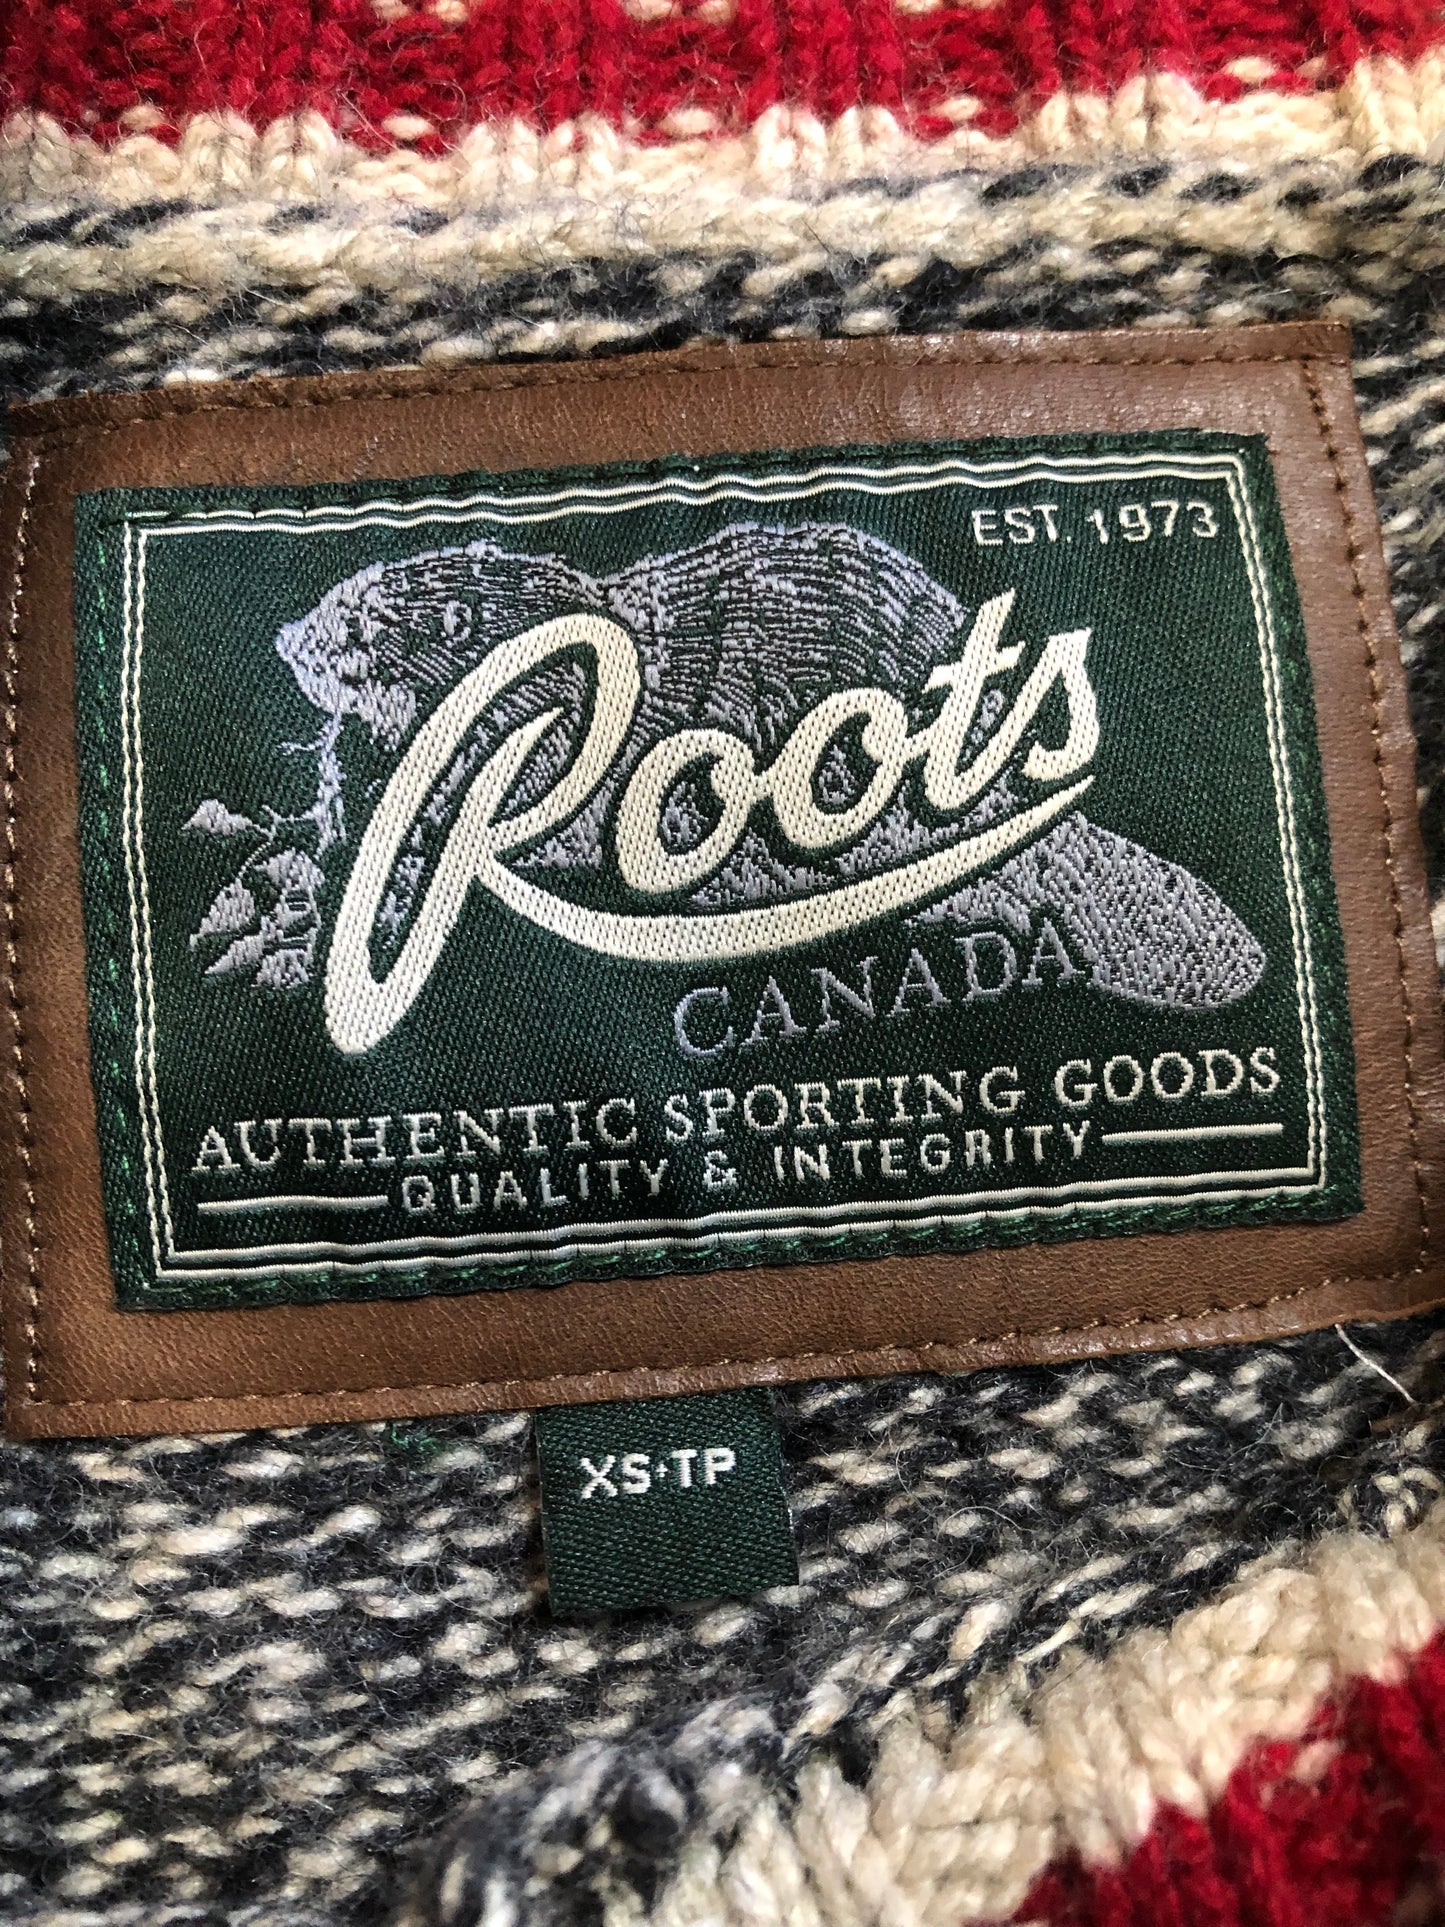 EST. 1973
Roots
CANADA
AUTHENTIC SPORTING GOODS
QUALITY & INTEGRITY
XS•TP